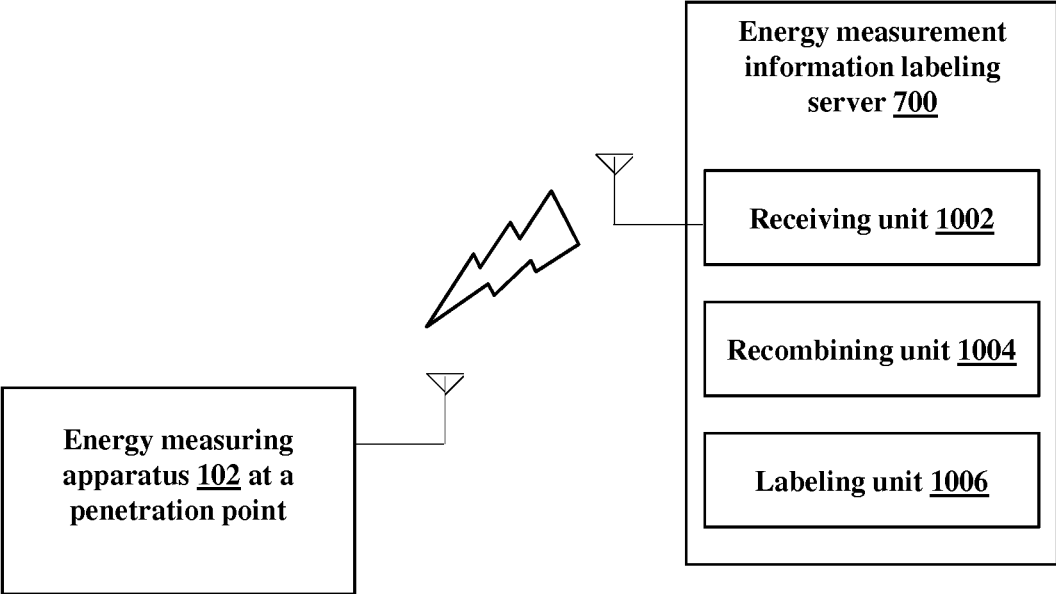 Energy measurement
information labeling
server 700
Receiving unit 1002
Recombining unit 1004
Labeling unit 1006
Energy measuring
apparatus 102 at a
penetration point